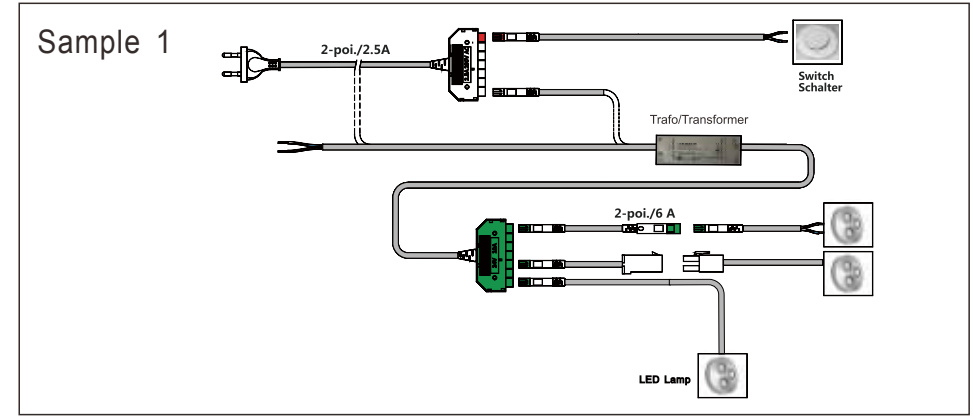 Sample 1
2-poi./2.5A
Switch
Schalter
Trafo/Transformer
2-poi./6 A
LED Lamp